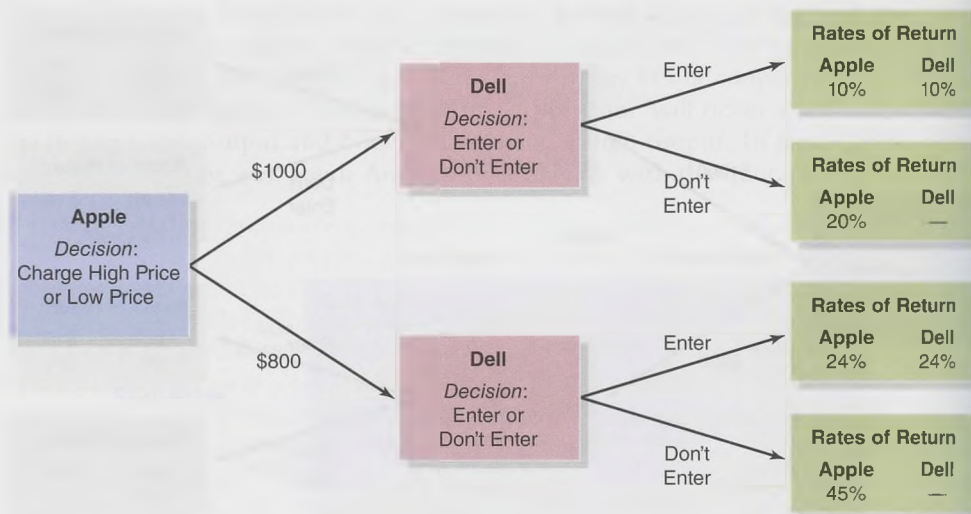 Apple
Decision:
Charge High Price
or Low Price
$1000
$800
Dell
Decision:
Enter or
Don't Enter
Enter
Don't
Enter
Rates of Return
Apple Dell
10% 10%
Rates of Return
Apple Dell
20% —
Dell
Decision:
Enter or
Don't Enter
Enter
Don't
Enter
Rates of Return
Apple Dell
24% 24%
Rates of Return
Apple Dell
45% —